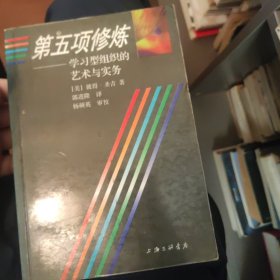 第五项修炼
学习型组织的
艺术与实务
[美] 彼得·圣吉 著
郭进隆 译
杨硕英 审校
上海三联书店